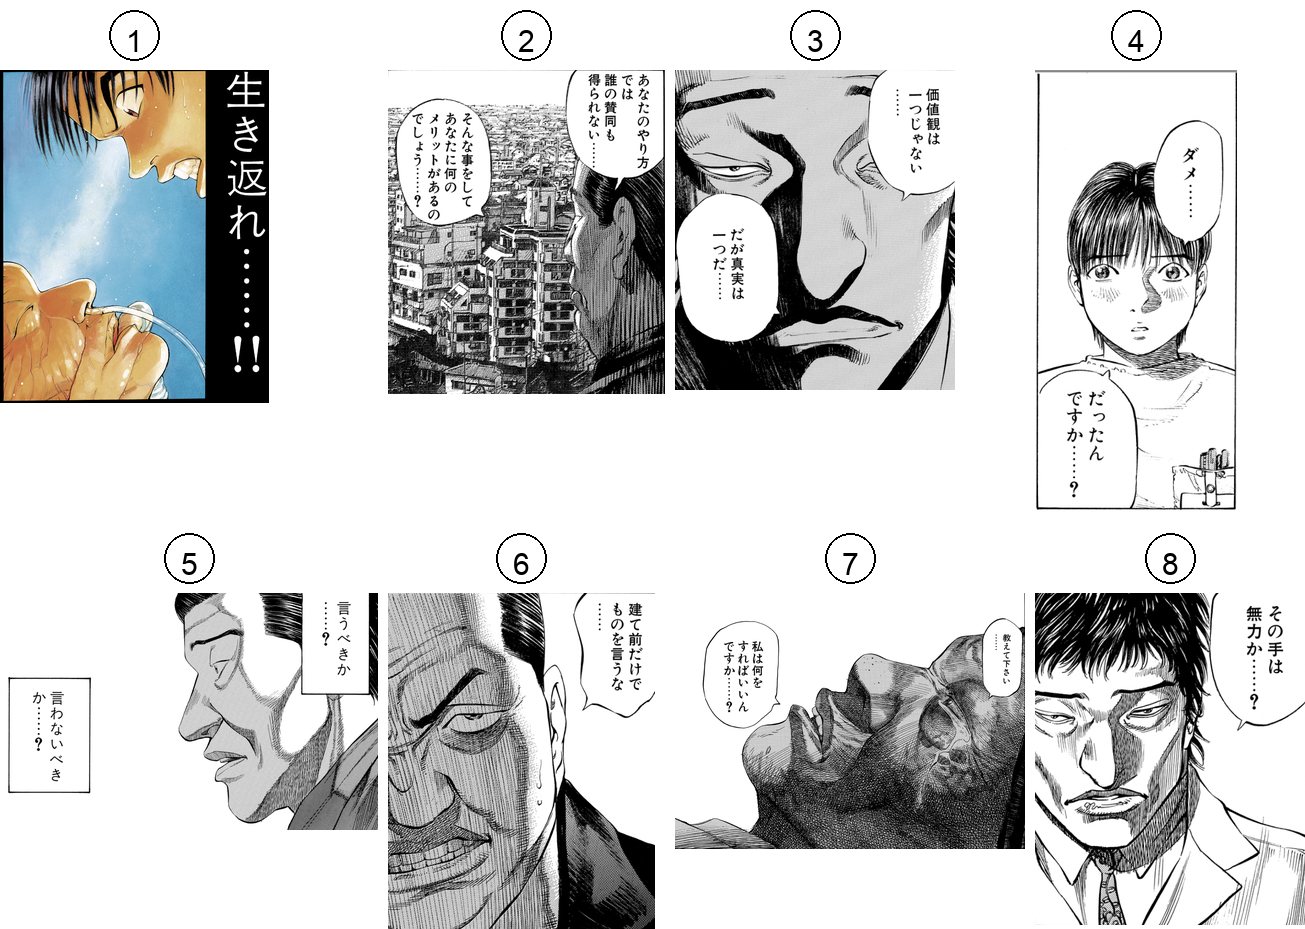 1
生き返れ……!!
2
あなたのやり方
では
誰の賛同も
得られない……
そんな事をして
あなたに何の
メリットがあるの
でしょう……?
3
価値観は
一つじゃない
……
だが真実は
一つだ……
4
ダメ……
だったん
ですか……?
5
言うべきか
……?
言わないべき
か……?
6
建て前だけで
ものを言うな
……
7
教えて下さい
……
私は何を
すればいいん
ですか……?
8
その手は
無力か……?